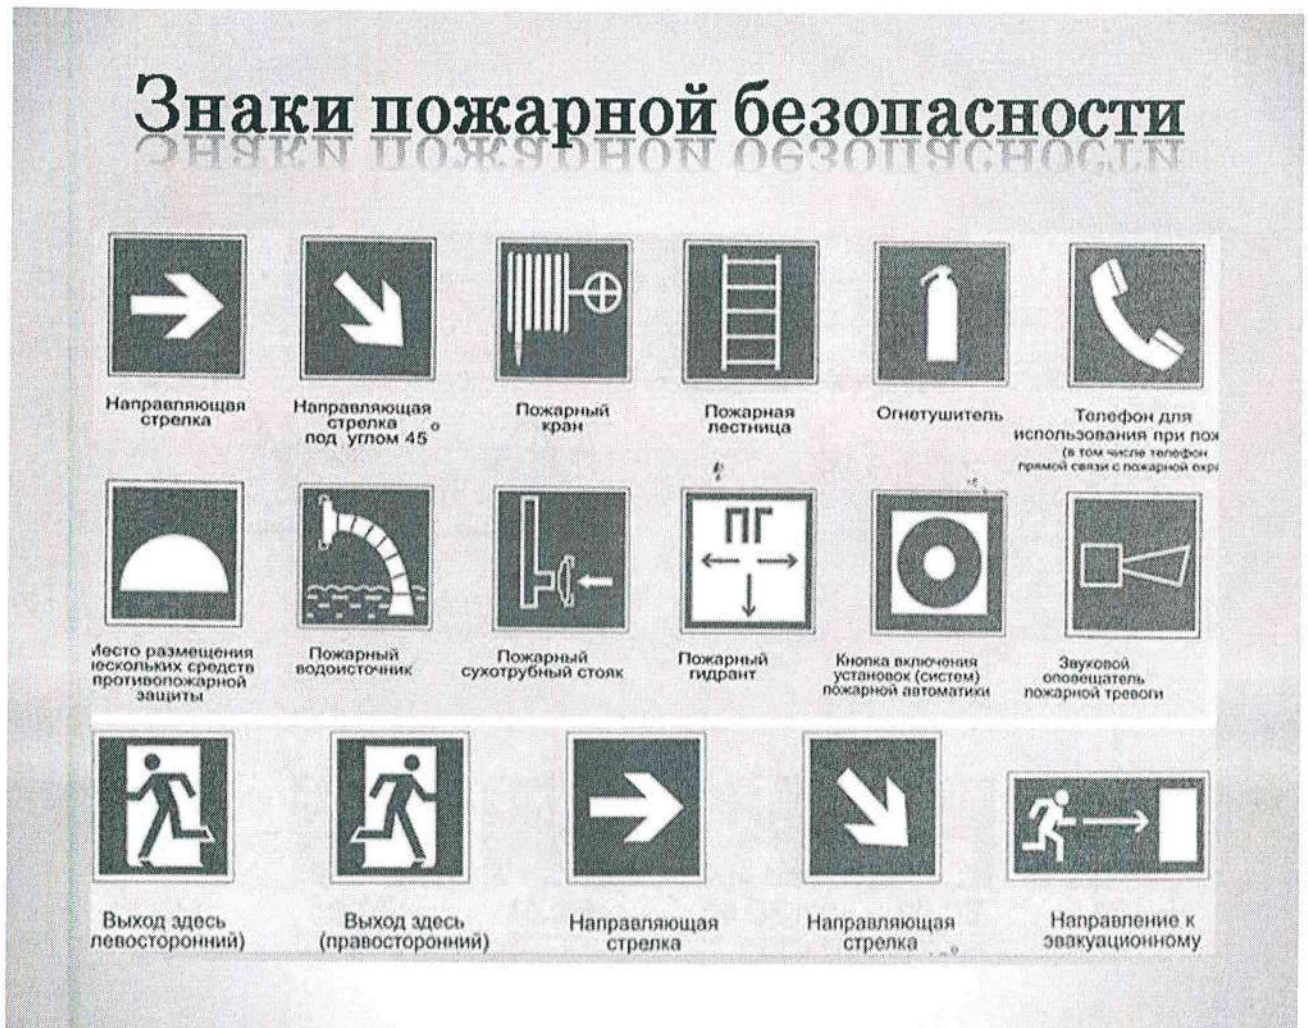 Знаки пожарной безопасности
Направляющая
стрелка
Направляющая
стрелка
под углом 45°
Пожарный
кран
Пожарная
лестница
Огнетушитель
Телефон для
использования при пож
(в том числе телефон
прямой связи с пожарной охра
ПГ
Место размещения
нескольких средств
противопожарной
защиты
Пожарный
водоисточник
Пожарный
сухотрубный стояк
Пожарный
гидрант
Кнопка включения
установок (систем)
пожарной автоматики
Звуковой
оповещатель
пожарной тревоги
Выход здесь
левосторонний)
Выход здесь
(правосторонний)
Направляющая
стрелка
Направляющая
стрелка
Направление к
эвакуационному